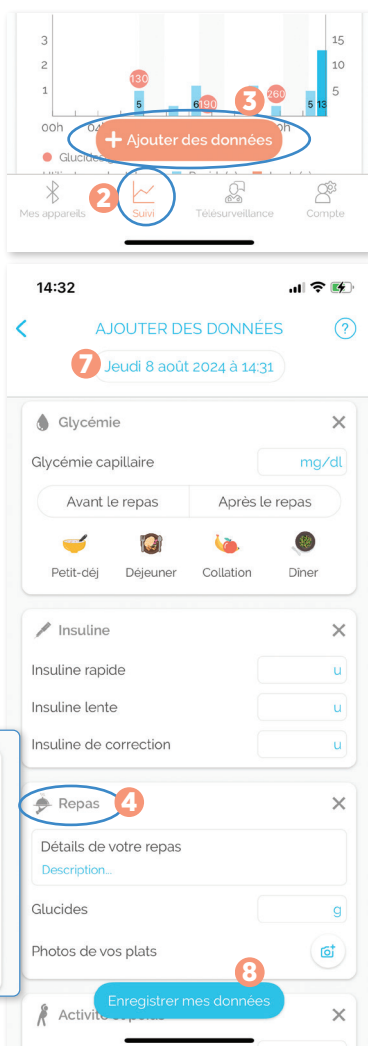 3 15
2 10
130
1 5
5 6 190 3 260 5 13
00h
+ Ajouter des données
Glucides
2
Mes appareils Suivi Télésurveillance Compte
14:32
AJOUTER DES DONNÉES ?
7 Jeudi 8 août 2024 à 14:31
Glycémie
Glycémie capillaire mg/dl
Avant le repas Après le repas
Petit-déj Déjeuner Collation Dîner
Insuline
Insuline rapide u
Insuline lente u
Insuline de correction u
Repas 4
Détails de votre repas
Description...
Glucides g
Photos de vos plats
8
Enregistrer mes données